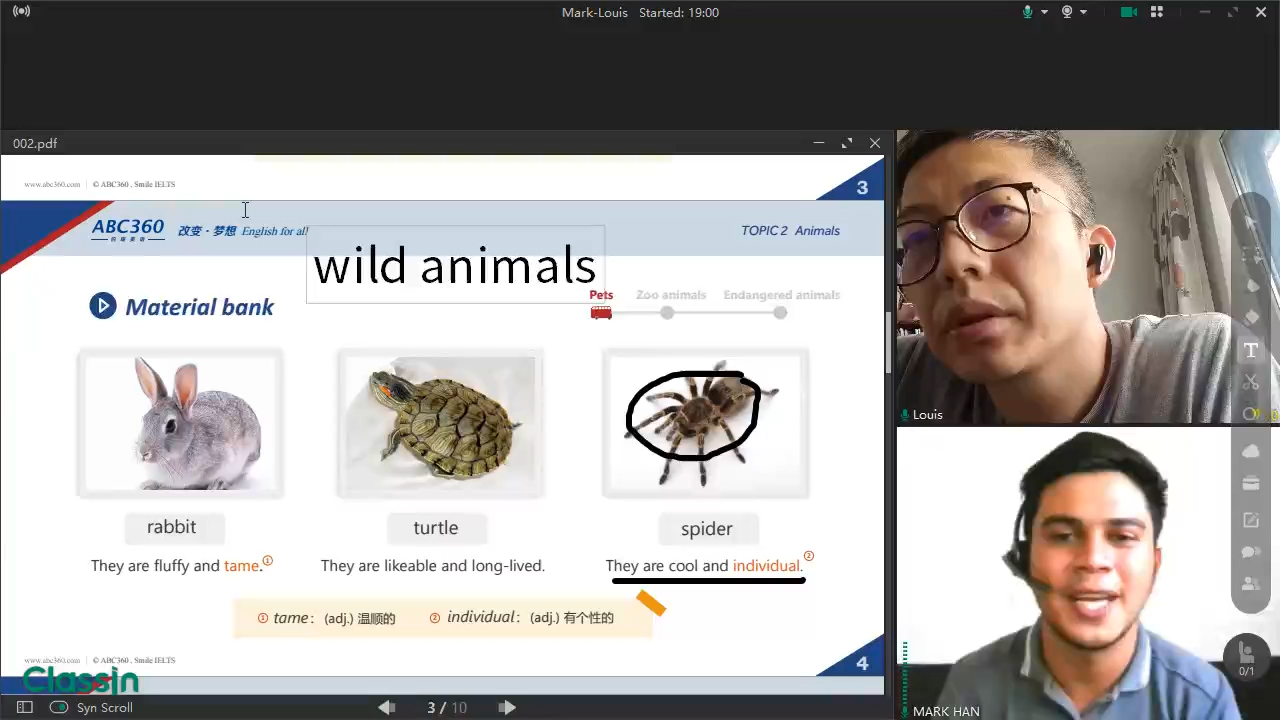 Mark-Louis Started: 19:00
002.pdf
www.abc360.com © ABC360 . Smile IELTS
3
ABC360 改变·梦想 English for all
TOPIC 2 Animals
wild animals
Material bank
Pets Zoo animals Endangered animals
rabbit turtle spider
They are fluffy and tame.① They are likeable and long-lived. They are cool and individual.②
① tame： (adj.) 温顺的 ② individual： (adj.) 有个性的
www.abc360.com © ABC360 . Smile IELTS
4
ClassIn
Syn Scroll 3 / 10
Louis
T
0/1
MARK HAN